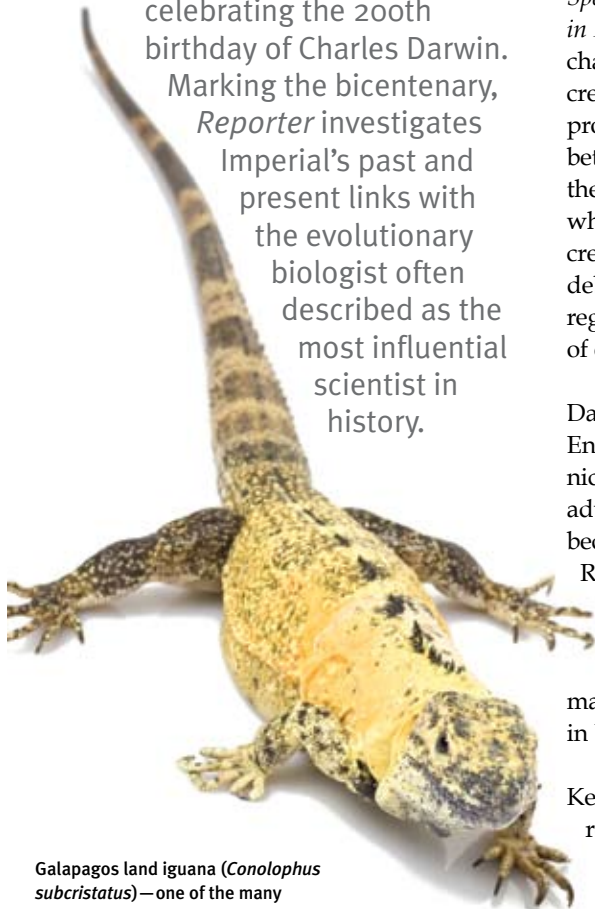 celebrating the 200th
birthday of Charles Darwin.
Marking the bicentenary,
Reporter investigates
Imperial's past and
present links with
the evolutionary
biologist often
described as the
most influential
scientist in
history.
Galapagos land iguana (Conolophus
subcristatus)—one of the many